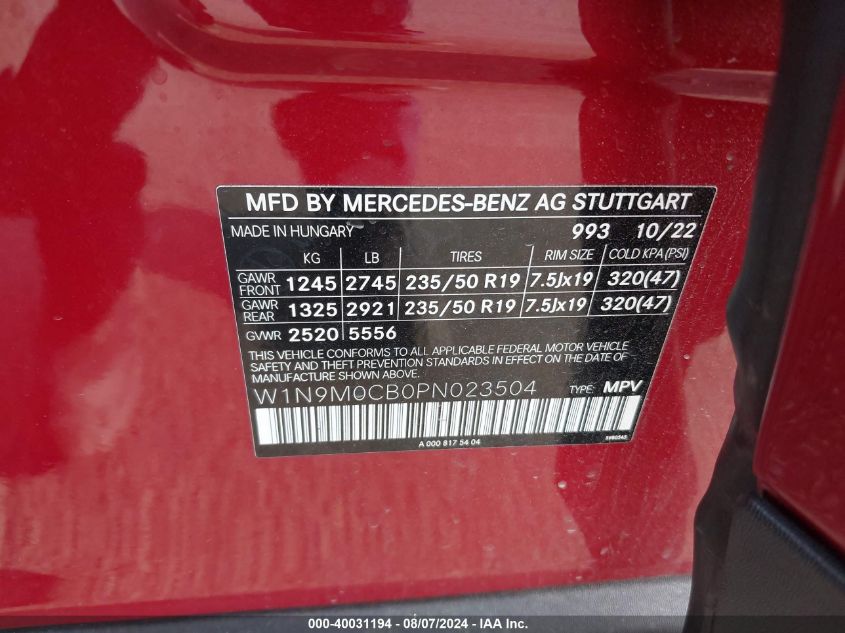 MFD BY MERCEDES-BENZ AG STUTTGART
MADE IN HUNGARY 993 10/22
KG LB TIRES RIM SIZE COLD KPA (PSI)
GAWR FRONT 1245 2745 235/50 R19 7.5Jx19 320(47)
GAWR REAR 1325 2921 235/50 R19 7.5Jx19 320(47)
GVWR 2520 5556
THIS VEHICLE CONFORMS TO ALL APPLICABLE FEDERAL MOTOR VEHICLE
SAFETY AND THEFT PREVENTION STANDARDS IN EFFECT ON THE DATE OF
MANUFACTURE SHOWN ABOVE.
W1N9M0CB0PN023504 TYPE: MPV
A 000 817 54 04
000-40031194 - 08/07/2024 - IAA Inc.